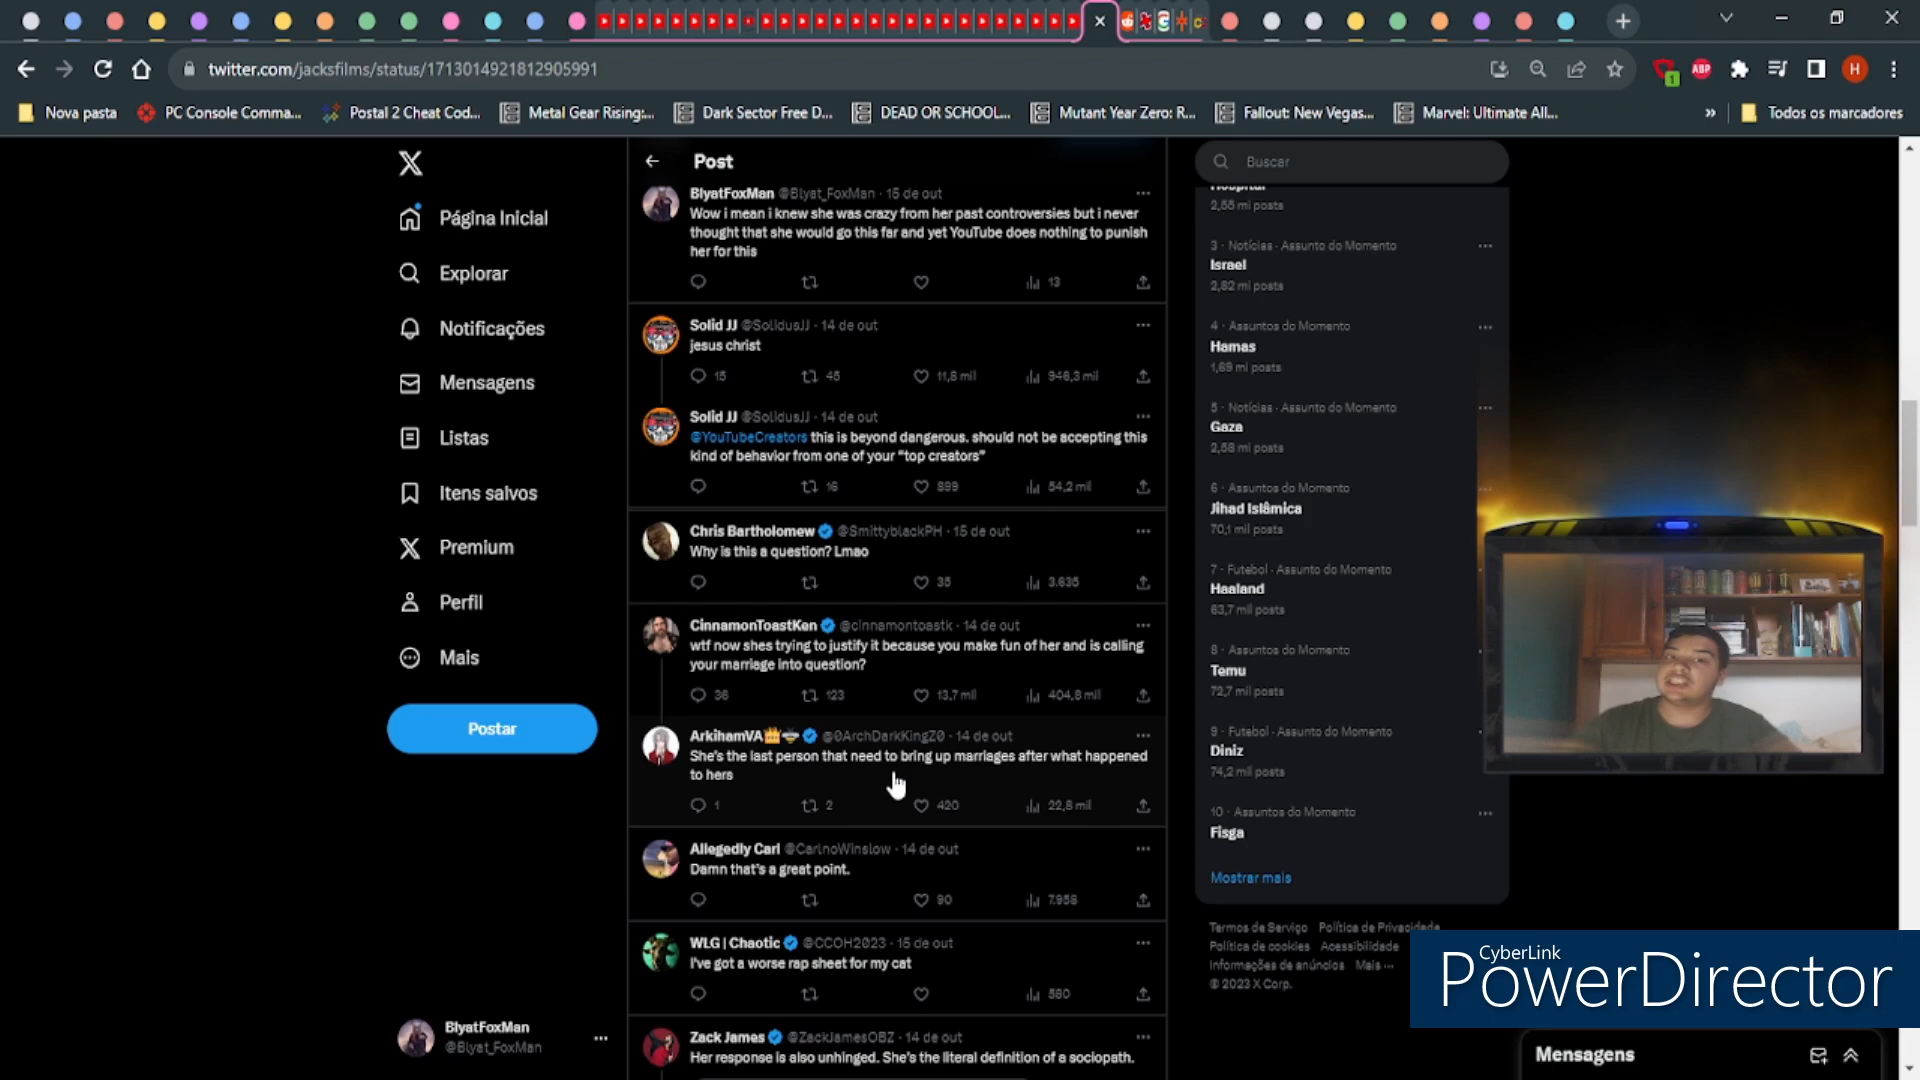 twitter.com/jacksfilms/status/1713014921812905991
ABP
H
Nova pasta
PC Console Comma...
Postal 2 Cheat Cod...
Metal Gear Rising:...
Dark Sector Free D...
DEAD OR SCHOOL...
Mutant Year Zero: R...
Fallout: New Vegas...
Marvel: Ultimate All...
»
Todos os marcadores
Página Inicial
Explorar
Notificações
Mensagens
Listas
Itens salvos
Premium
Perfil
Mais
Postar
BlyatFoxMan
@Blyat_FoxMan
Post
BlyatFoxMan @Blyat_FoxMan · 15 de out
Wow i mean i knew she was crazy from her past controversies but i never
thought that she would go this far and yet YouTube does nothing to punish
her for this
13
Solid JJ @SolidusJJ · 14 de out
jesus christ
15 45 11,8 mil 946,3 mil
Solid JJ @SolidusJJ · 14 de out
@YouTubeCreators this is beyond dangerous. should not be accepting this
kind of behavior from one of your “top creators”
16 899 54,2 mil
Chris Bartholomew @SmittyblackPH · 15 de out
Why is this a question? Lmao
35 3.635
CinnamonToastKen @cinnamontoastk · 14 de out
wtf now shes trying to justify it because you make fun of her and is calling
your marriage into question?
36 123 13,7 mil 404,8 mil
ArkihamVA @0ArchDarkKingZ0 · 14 de out
She's the last person that need to bring up marriages after what happened
to hers
1 2 420 22,8 mil
Allegedly Carl @CarlnoWinslow · 14 de out
Damn that's a great point.
90 7.958
WLG | Chaotic @CCOH2023 · 15 de out
I've got a worse rap sheet for my cat
580
Zack James @ZackJamesOBZ · 14 de out
Her response is also unhinged. She's the literal definition of a sociopath.
Buscar
Hospital
2,55 mi posts
3 · Notícias · Assunto do Momento
Israel
2,82 mi posts
4 · Assuntos do Momento
Hamas
1,69 mi posts
5 · Notícias · Assunto do Momento
Gaza
2,58 mi posts
6 · Assuntos do Momento
Jihad Islâmica
70,1 mil posts
7 · Futebol · Assunto do Momento
Haaland
63,7 mil posts
8 · Assuntos do Momento
Temu
72,7 mil posts
9 · Futebol · Assunto do Momento
Diniz
74,2 mil posts
10 · Assuntos do Momento
Fisga
Mostrar mais
Termos de Serviço Política de Privacidade
Política de cookies Acessibilidade
Informações de anúncios Mais ···
© 2023 X Corp.
CyberLink
PowerDirector
Mensagens